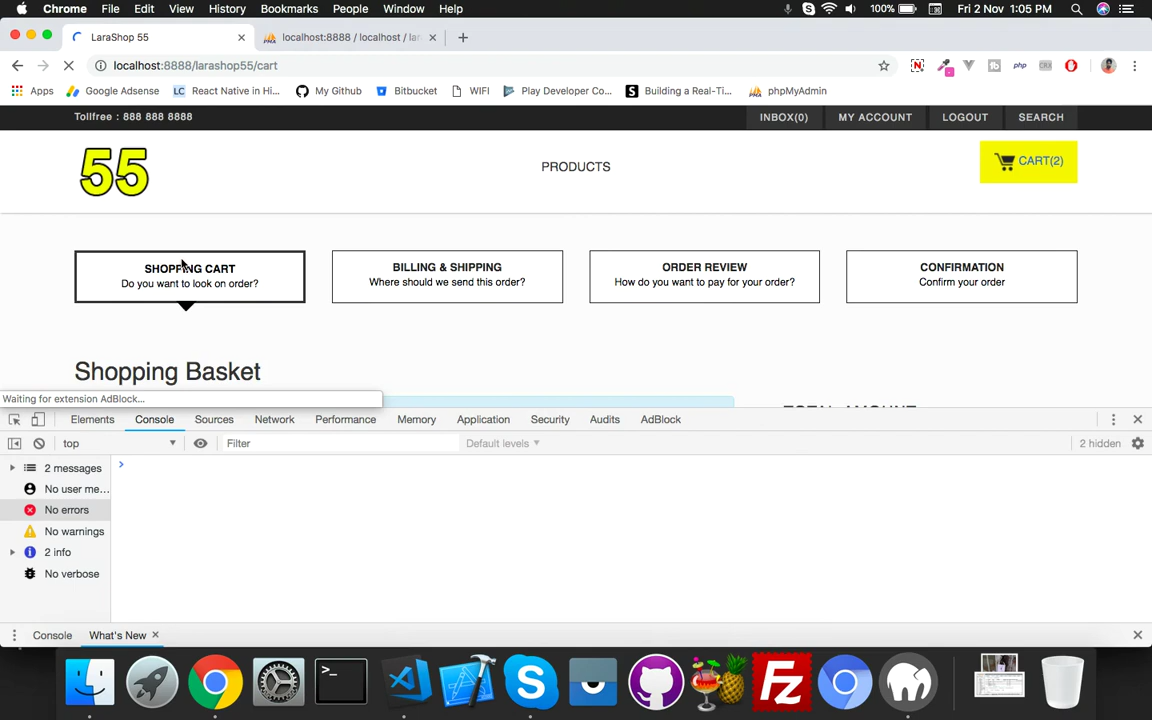 Chrome File Edit View History Bookmarks People Window Help 100% Fri 2 Nov 1:05 PM
LaraShop 55 localhost:8888 / localhost / lar
localhost:8888/larashop55/cart
Apps Google Adsense React Native in Hi... My Github Bitbucket WIFI Play Developer Co... Building a Real-Ti... phpMyAdmin
Tollfree : 888 888 8888 INBOX(0) MY ACCOUNT LOGOUT SEARCH
55 PRODUCTS CART(2)
SHOPPING CART BILLING & SHIPPING ORDER REVIEW CONFIRMATION
Do you want to look on order? Where should we send this order? How do you want to pay for your order? Confirm your order
Shopping Basket
Waiting for extension AdBlock...
TOTAL AMOUNT
Elements Console Sources Network Performance Memory Application Security Audits AdBlock
top Filter Default levels 2 hidden
2 messages
No user me...
No errors
No warnings
2 info
No verbose
Console What's New